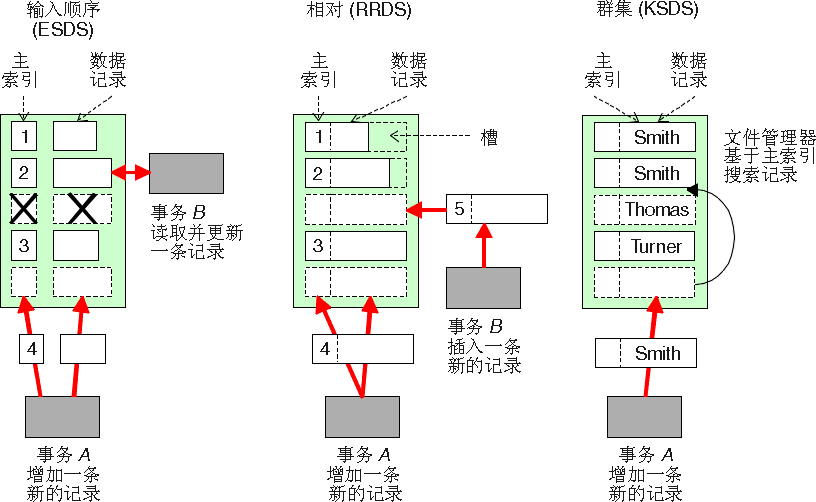 输入顺序
(ESDS)
主
索引
数据
记录
1
2
3
4
事务 B
读取并更新
一条记录
事务 A
增加一条
新的记录
相对 (RRDS)
主
索引
数据
记录
槽
1
2
3
5
4
事务 B
插入一条
新的记录
事务 A
增加一条
新的记录
群集 (KSDS)
主
索引
数据
记录
Smith
Smith
Thomas
Turner
Smith
文件管理器
基于主索引
搜索记录
事务 A
增加一条
新的记录